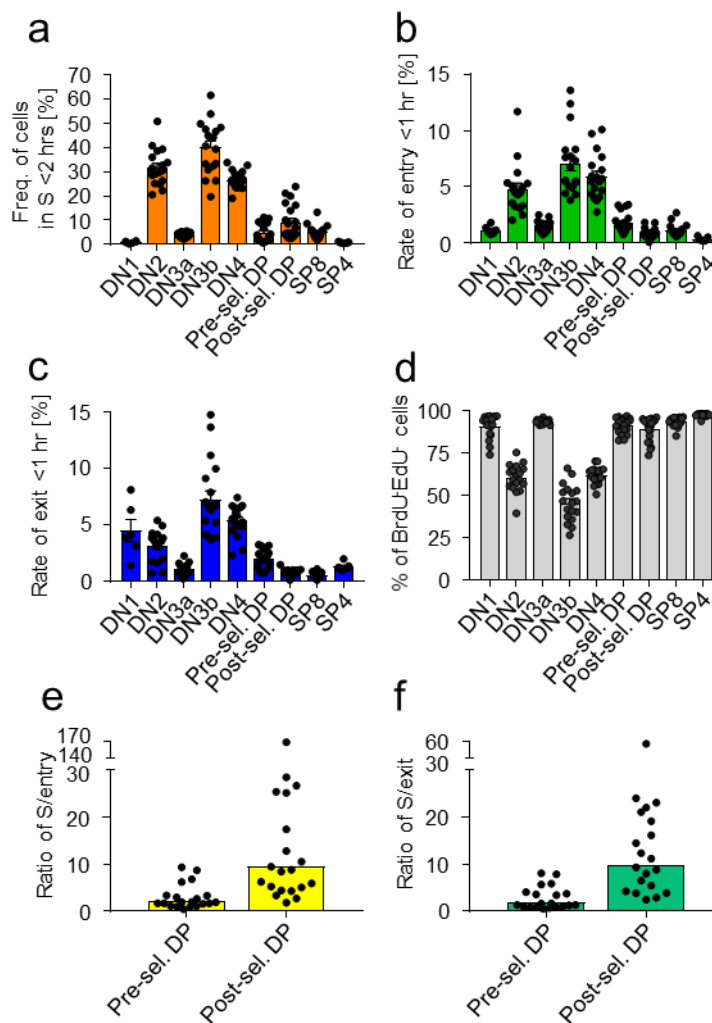 a
Freq. of cells
in S <2 hrs [%]
70
60
50
40
30
20
10
0
DN1
DN2
DN3a
DN3b
DN4
Pre-sel. DP
Post-sel. DP
SP8
SP4
b
Rate of entry <1 hr [%]
15
10
5
0
DN1
DN2
DN3a
DN3b
DN4
Pre-sel. DP
Post-sel. DP
SP8
SP4
c
Rate of exit <1 hr [%]
15
10
5
0
DN1
DN2
DN3a
DN3b
DN4
Pre-sel. DP
Post-sel. DP
SP8
SP4
d
% of BrdU-EdU- cells
100
75
50
25
0
DN1
DN2
DN3a
DN3b
DN4
Pre-sel. DP
Post-sel. DP
SP8
SP4
e
Ratio of S/entry
170
140
30
20
10
0
Pre-sel. DP
Post-sel. DP
f
Ratio of S/exit
60
30
20
10
0
Pre-sel. DP
Post-sel. DP